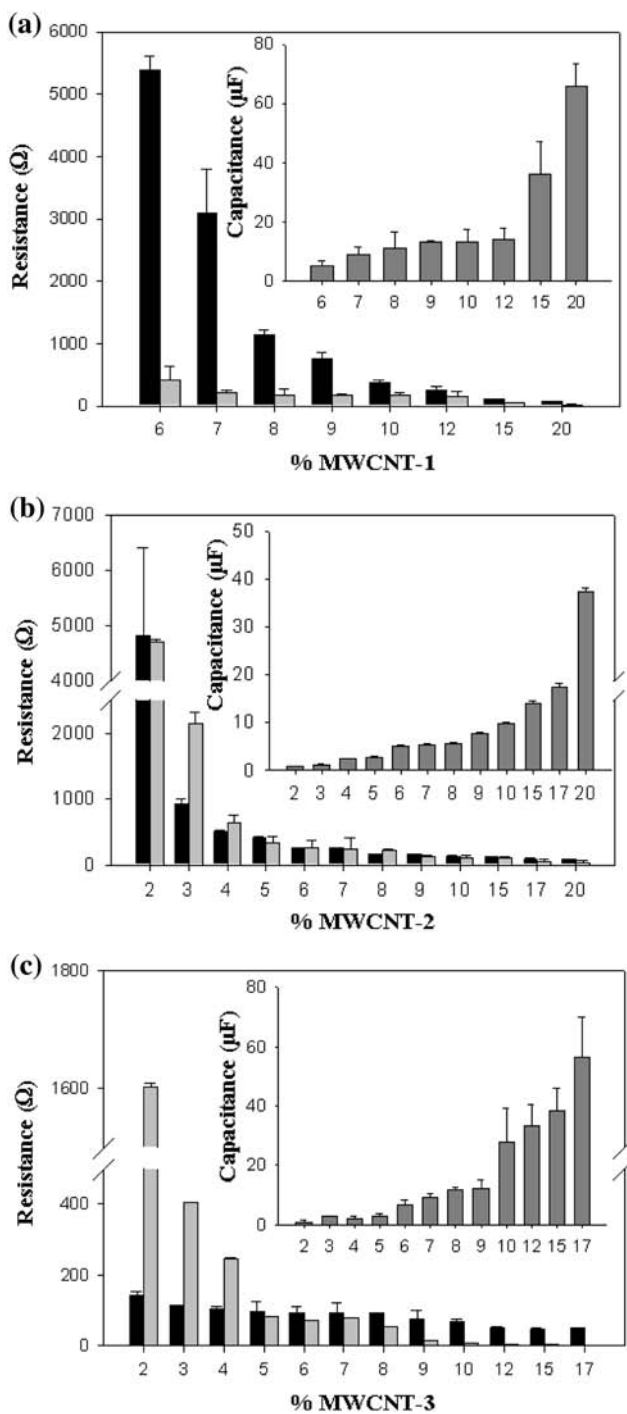 (a)
6000
5000
4000
3000
2000
1000
0
Resistance (Ω)
80
60
40
20
0
Capacitance (µF)
6 7 8 9 10 12 15 20
6 7 8 9 10 12 15 20
% MWCNT-1
(b)
7000
6000
5000
4000
2000
1000
0
Resistance (Ω)
50
40
30
20
10
0
Capacitance (µF)
2 3 4 5 6 7 8 9 10 15 17 20
2 3 4 5 6 7 8 9 10 15 17 20
% MWCNT-2
(c)
1800
1600
400
200
0
Resistance (Ω)
80
60
40
20
0
Capacitance (µF)
2 3 4 5 6 7 8 9 10 12 15 17
2 3 4 5 6 7 8 9 10 12 15 17
% MWCNT-3